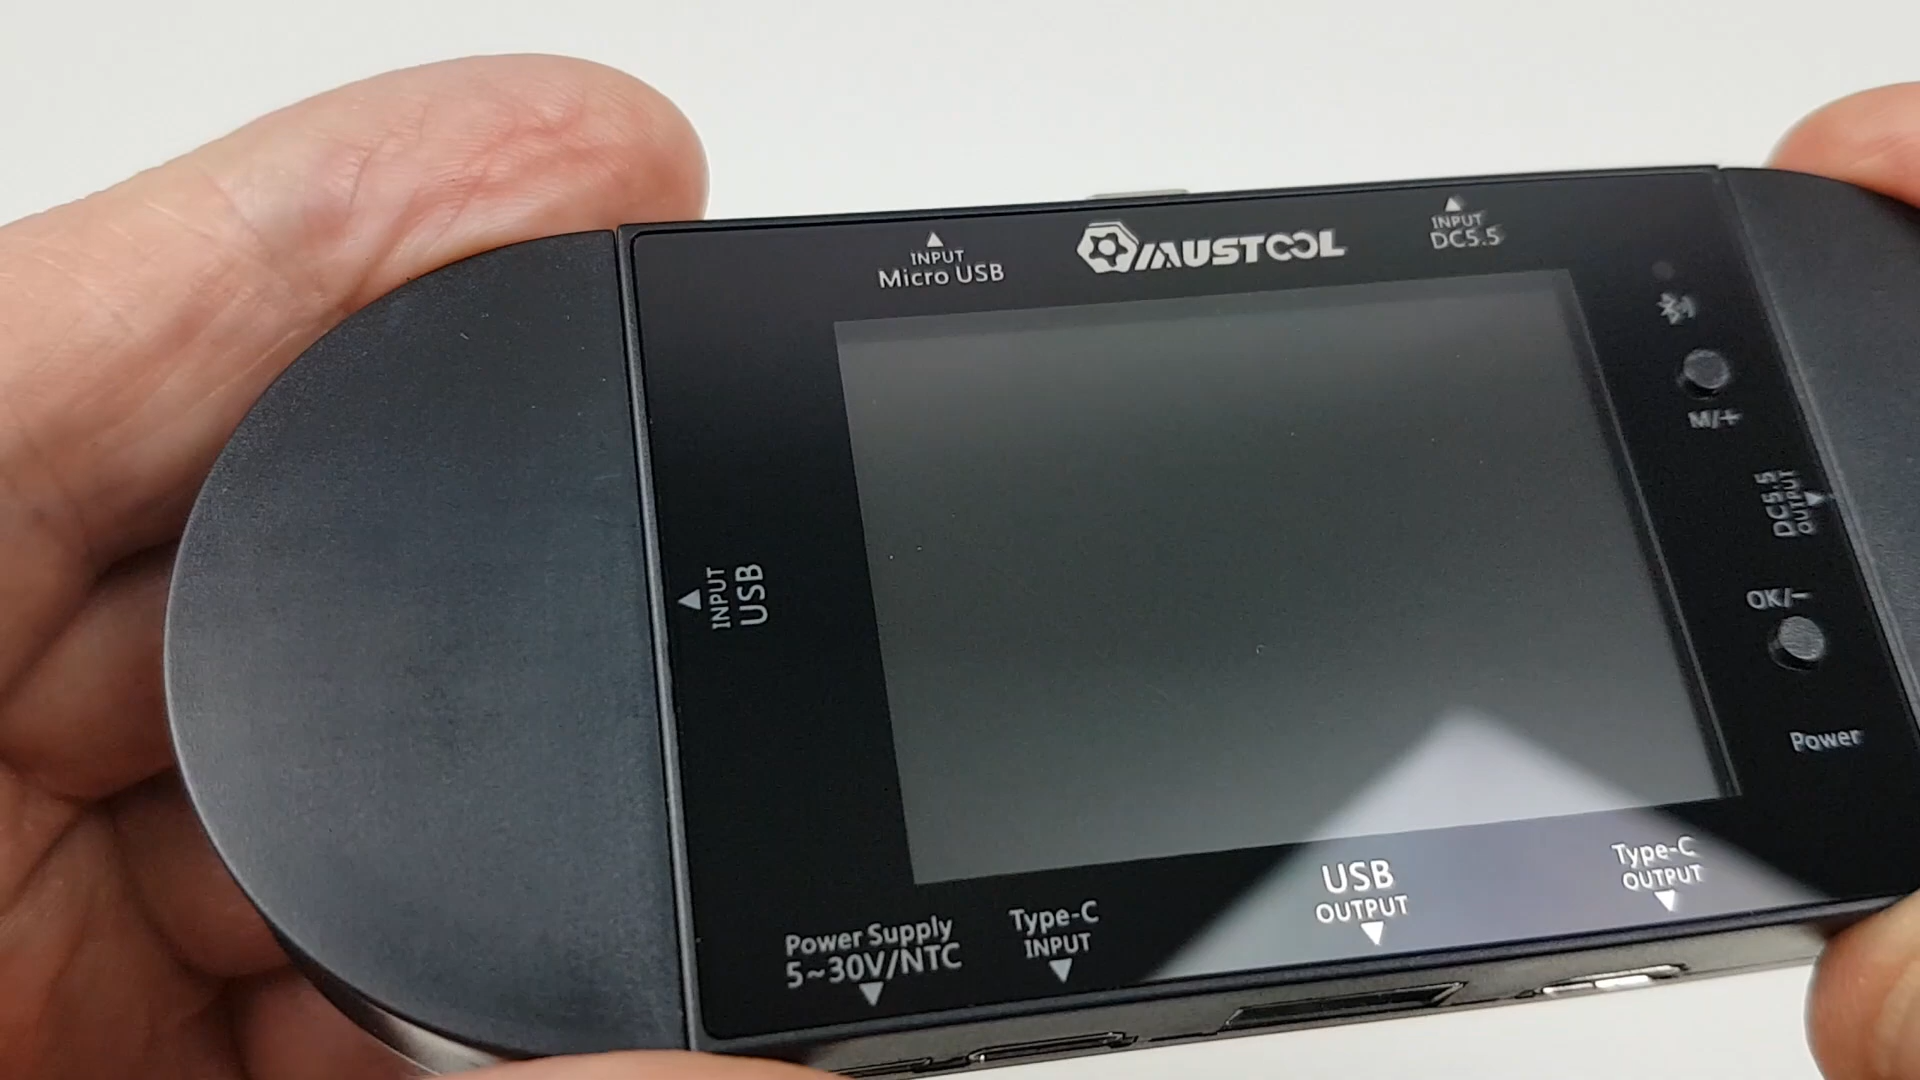 INPUT
Micro USB
MUSTOOL
INPUT
DC5.5
M/+
DC5.5
OUTPUT
INPUT
USB
OK/-
Power
Power Supply
5~30V/NTC
Type-C
INPUT
USB
OUTPUT
Type-C
OUTPUT